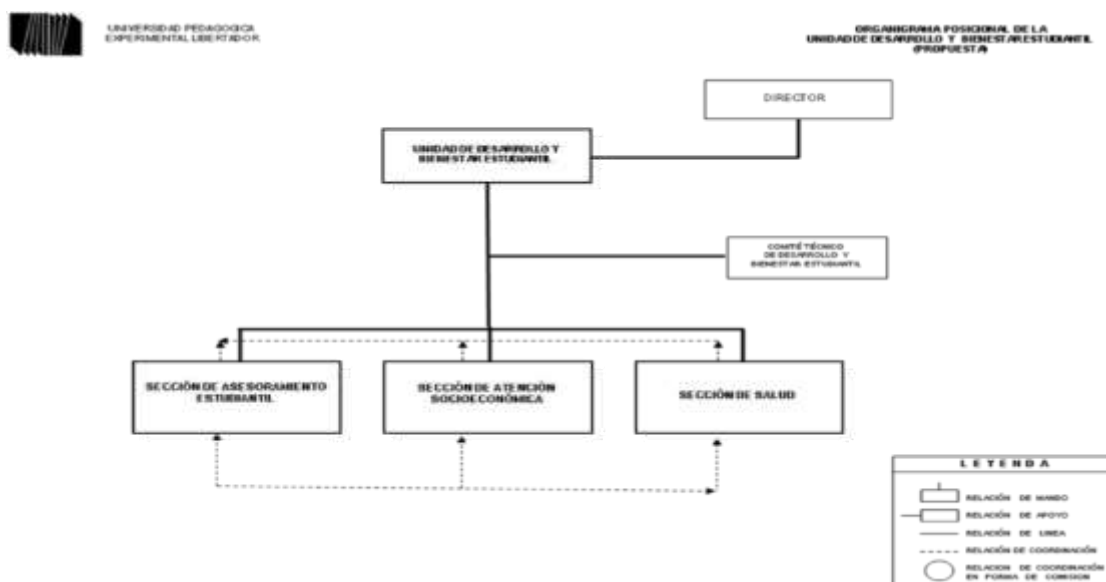 UNIVERSIDAD PEDAGOGICA
EXPERIMENTAL LIBERTADOR
ORGANIGRAMA POSICIONAL DE LA
UNIDAD DE DESARROLLO Y BIENESTAR ESTUDIANTIL
(PROPUESTA)
DIRECTOR
UNIDAD DE DESARROLLO Y
BIENESTAR ESTUDIANTIL
COMITÉ TÉCNICO
DE DESARROLLO Y
BIENESTAR ESTUDIANTIL
SECCIÓN DE ASESORAMIENTO
ESTUDIANTIL
SECCIÓN DE ATENCIÓN
SOCIOECONÓMICA
SECCIÓN DE SALUD
LEYENDA
RELACIÓN DE MANDO
RELACIÓN DE APOYO
RELACIÓN DE LINEA
RELACIÓN DE COORDINACIÓN
RELACION DE COORDINACIÓN
EN FORMA DE COMISION